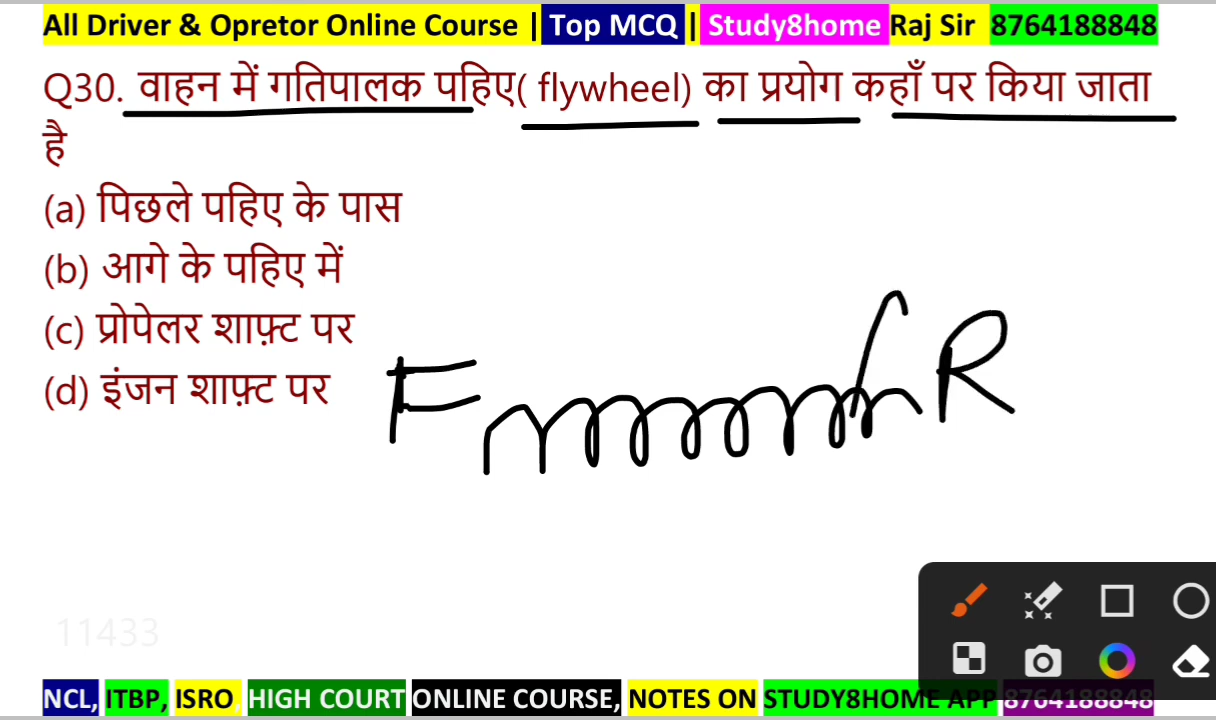 All Driver & Opretor Online Course | Top MCQ | Study8home Raj Sir 8764188848
Q30. वाहन में गतिपालक पहिए( flywheel) का प्रयोग कहाँ पर किया जाता
है
(a) पिछले पहिए के पास
(b) आगे के पहिए में
(c) प्रोपेलर शाफ़्ट पर
(d) इंजन शाफ़्ट पर
F R
11433
NCL, ITBP, ISRO, HIGH COURT ONLINE COURSE, NOTES ON STUDY8HOME APP 8764188848